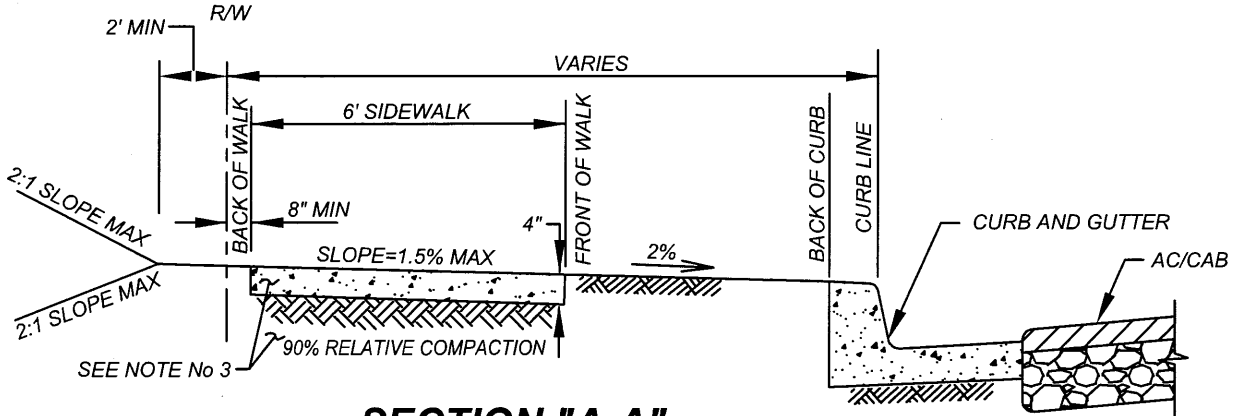 R/W
2' MIN
VARIES
6' SIDEWALK
BACK OF WALK
FRONT OF WALK
BACK OF CURB
CURB LINE
2:1 SLOPE MAX
8" MIN
4"
CURB AND GUTTER
SLOPE=1.5% MAX
2%
AC/CAB
2:1 SLOPE MAX
90% RELATIVE COMPACTION
SEE NOTE No 3
SECTION "A-A"